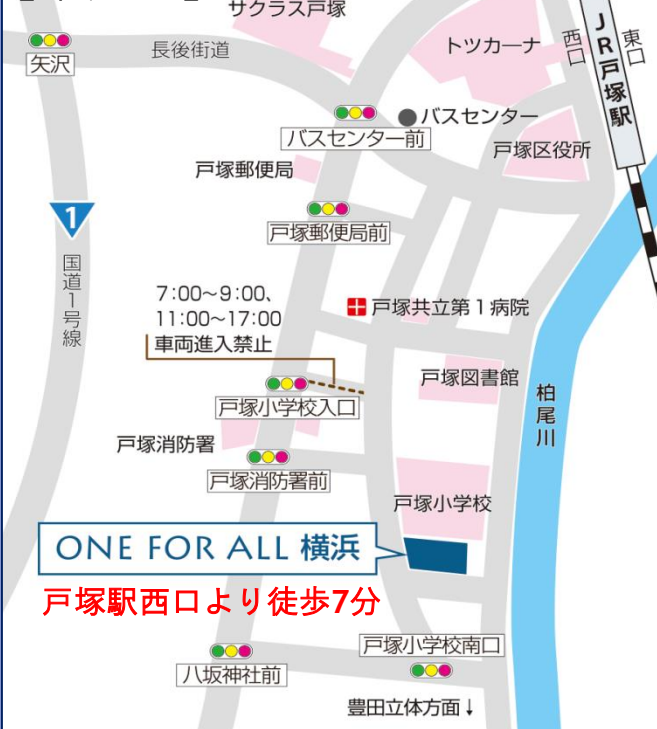 サクラス戸塚
矢沢
長後街道
トツカーナ
西口
JR戸塚駅
東口
バスセンター
バスセンター前
戸塚区役所
戸塚郵便局
戸塚郵便局前
1
国道1号線
7:00〜9:00、
11:00〜17:00
車両進入禁止
戸塚共立第1病院
戸塚図書館
柏尾川
戸塚小学校入口
戸塚消防署
戸塚消防署前
戸塚小学校
ONE FOR ALL 横浜
戸塚駅西口より徒歩7分
戸塚小学校南口
八坂神社前
豊田立体方面↓